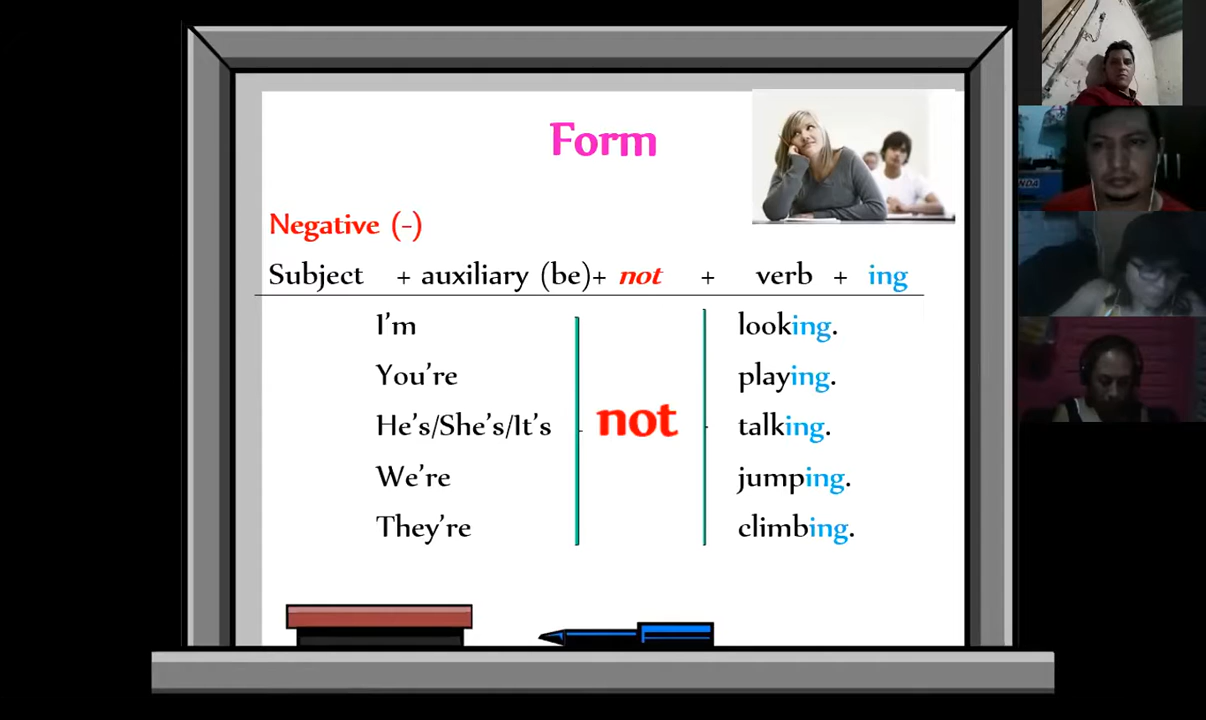 Form
Negative (-)
Subject + auxiliary (be)+ not + verb + ing
I'm looking.
You're playing.
He's/She's/It's not talking.
We're jumping.
They're climbing.